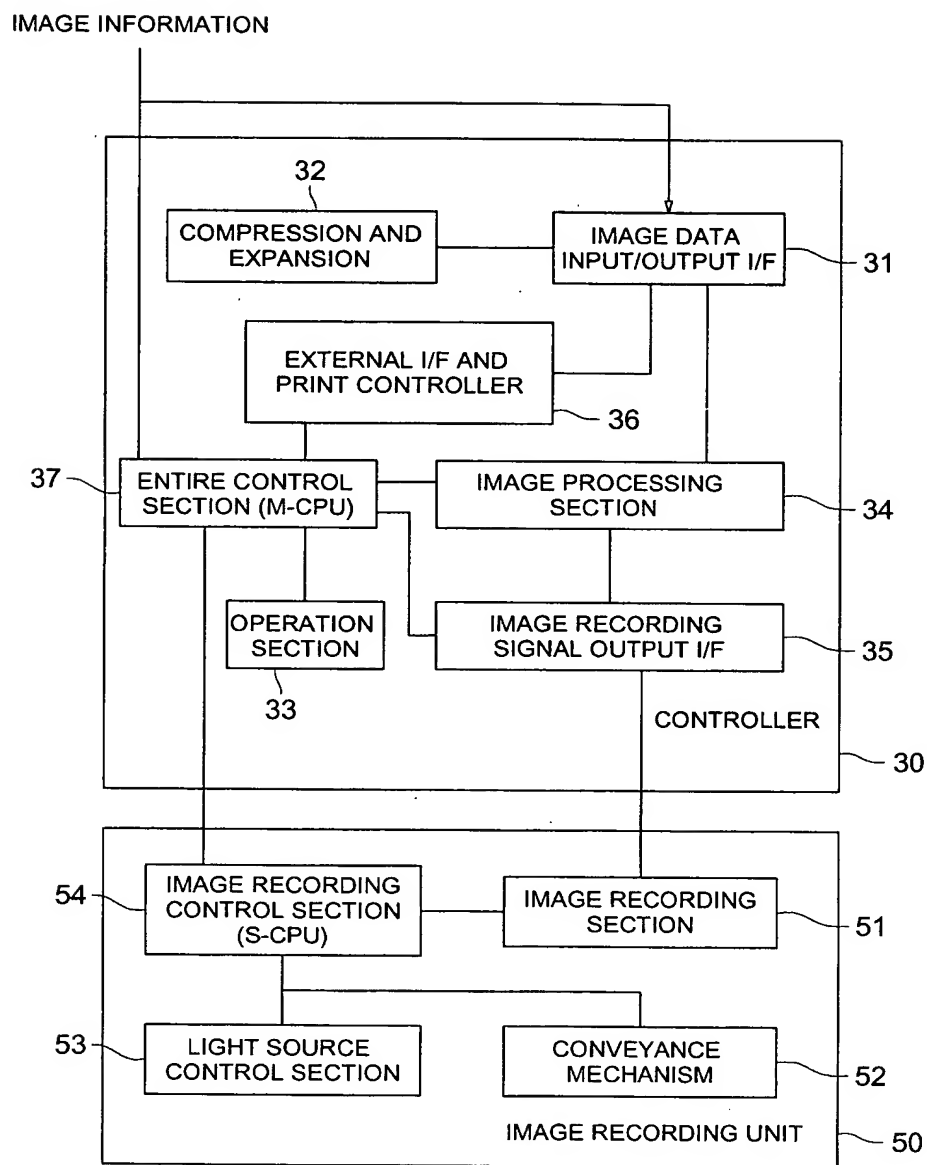 IMAGE INFORMATION
32
COMPRESSION AND
EXPANSION
IMAGE DATA
INPUT/OUTPUT I/F
31
EXTERNAL I/F AND
PRINT CONTROLLER
36
37
ENTIRE CONTROL
SECTION (M-CPU)
IMAGE PROCESSING
SECTION
34
OPERATION
SECTION
33
IMAGE RECORDING
SIGNAL OUTPUT I/F
35
CONTROLLER
30
54
IMAGE RECORDING
CONTROL SECTION
(S-CPU)
IMAGE RECORDING
SECTION
51
53
LIGHT SOURCE
CONTROL SECTION
CONVEYANCE
MECHANISM
52
IMAGE RECORDING UNIT
50